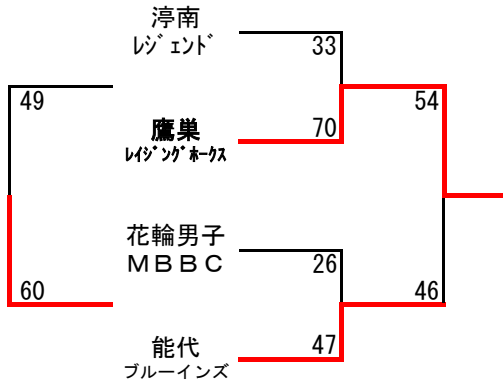 渟南
ﾚｼﾞｪﾝﾄﾞ
33
49
54
鷹巣
ﾚｲｼﾞﾝｸﾞﾎｰｸｽ
70
花輪男子
ＭＢＢＣ
26
60
46
能代
ブルーインズ
47